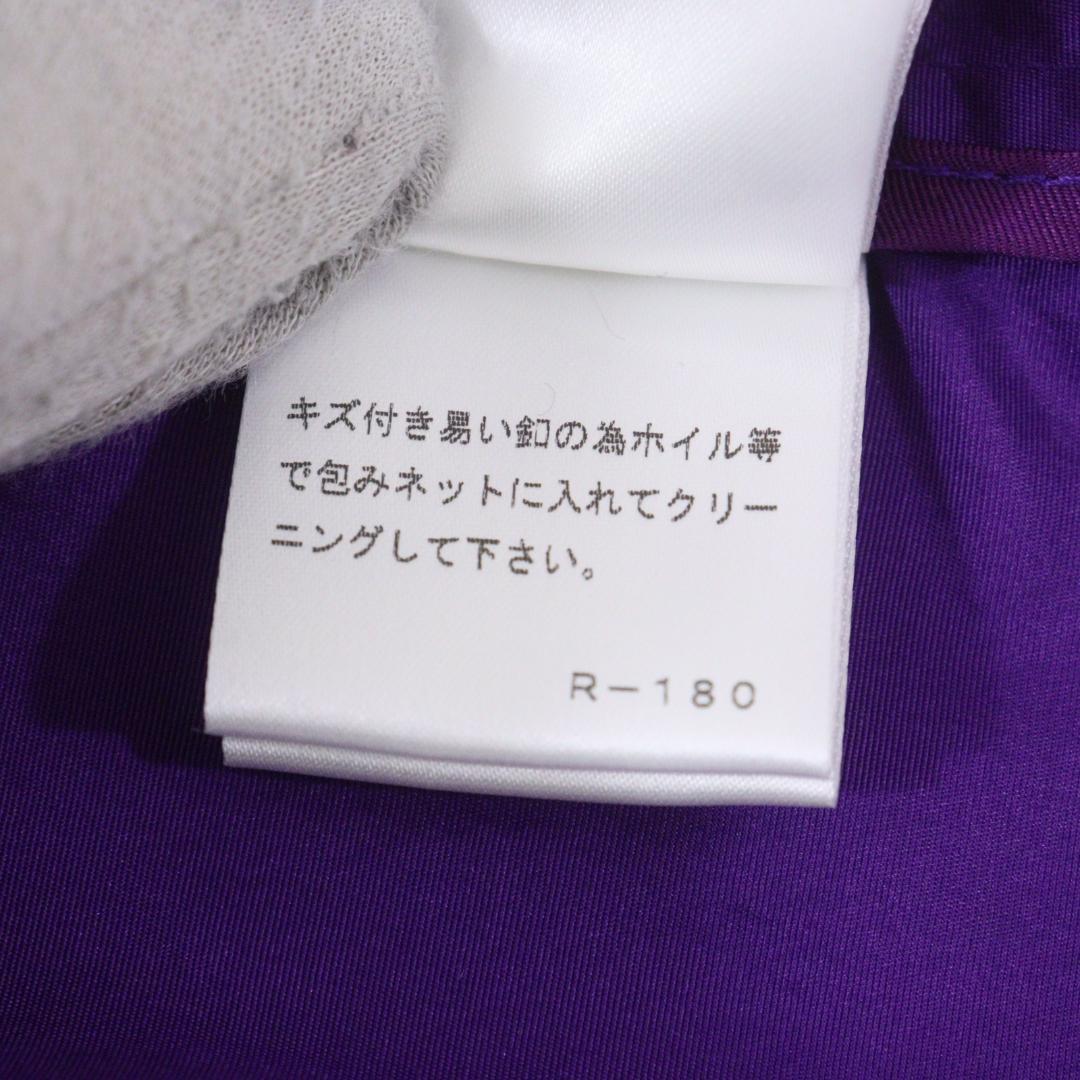 キズ付き易い釦の為ホイル等
で包みネットに入れてクリー
ニングして下さい。
R－180